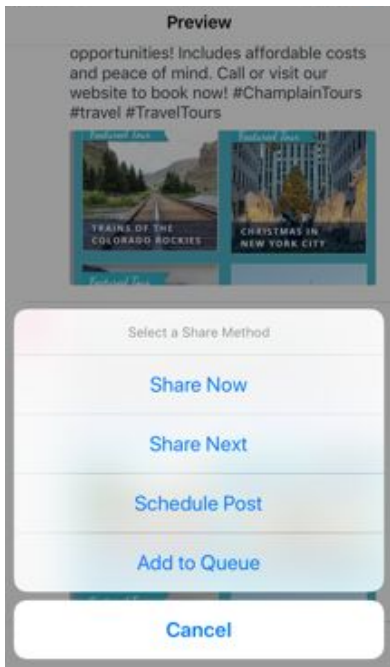 Preview
opportunities! Includes affordable costs
and peace of mind. Call or visit our
website to book now! #ChamplainTours
#travel #TravelTours
Featured Tour
Featured Tour
TRAINS OF THE
COLORADO ROCKIES
CHRISTMAS IN
NEW YORK CITY
Featured Tour
Select a Share Method
Share Now
Share Next
Schedule Post
Add to Queue
Cancel